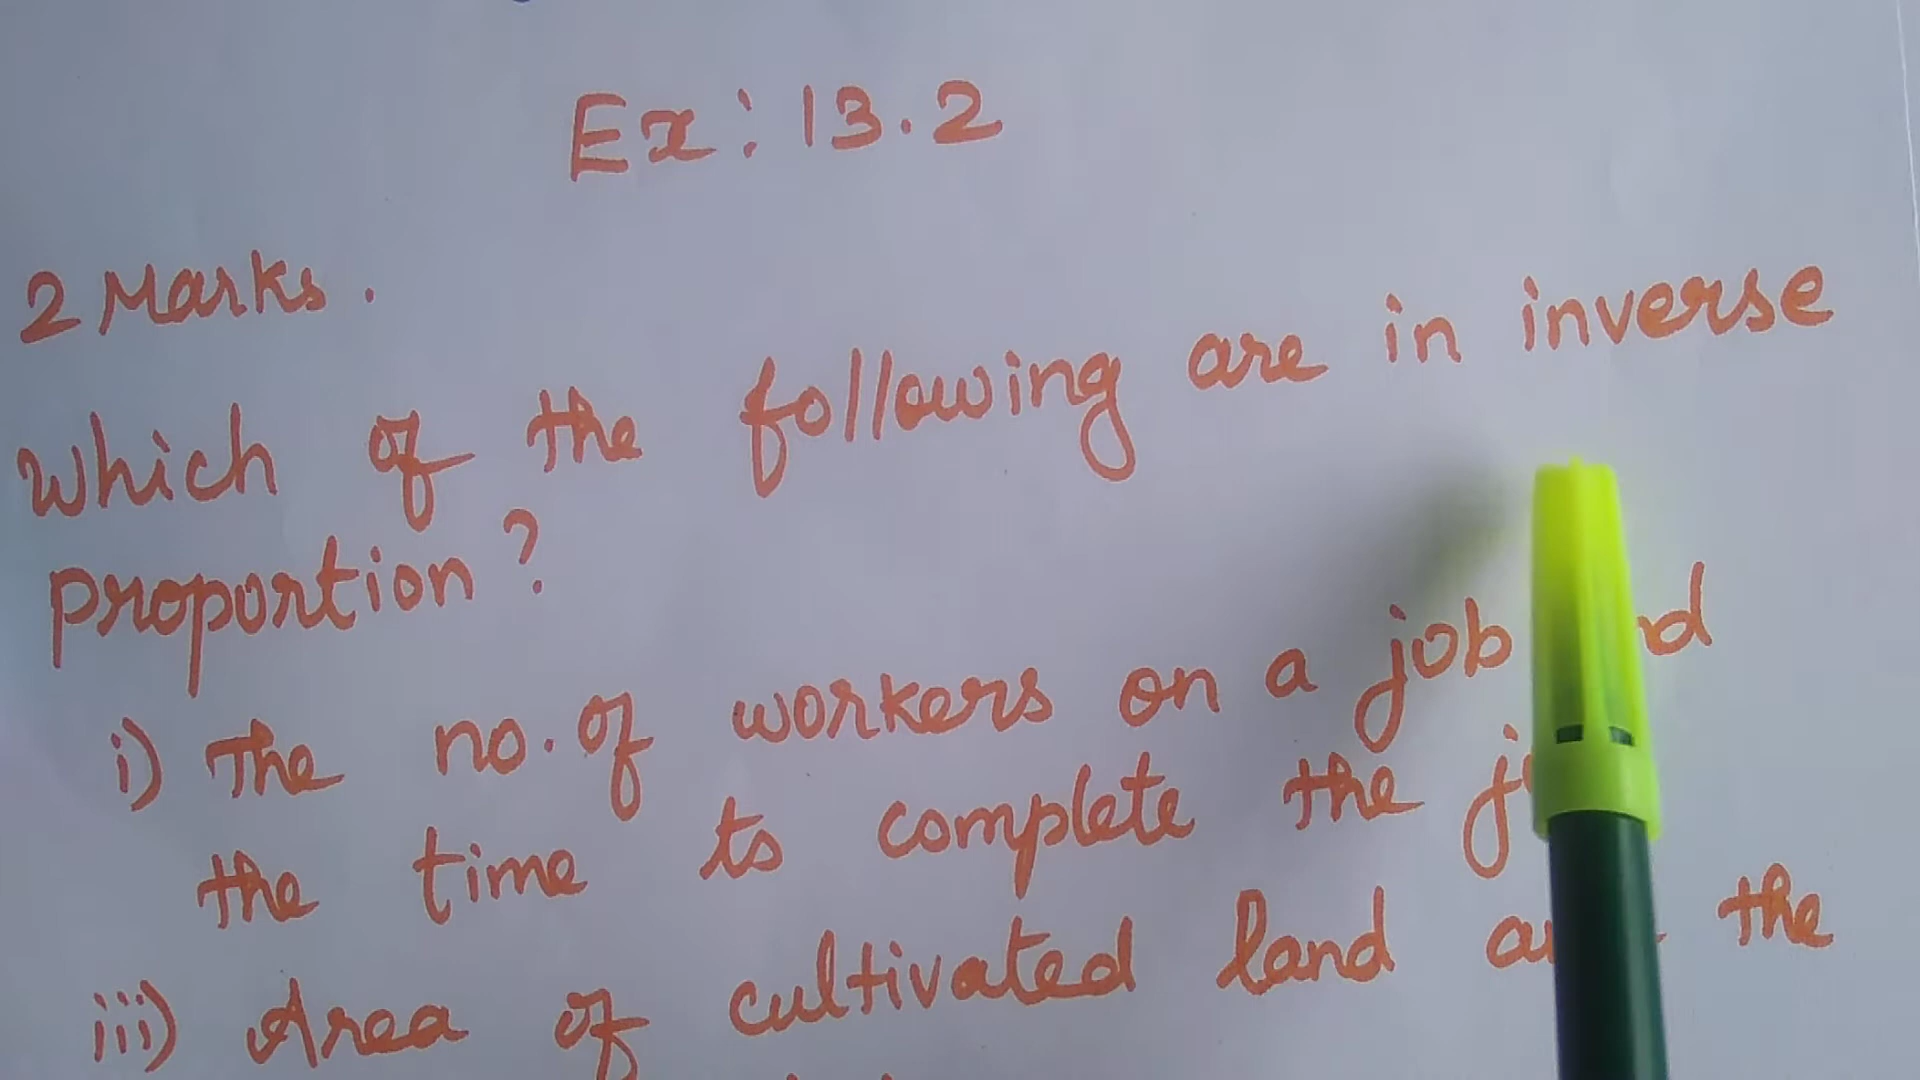 Ex: 13.2
2 Marks.
Which of the following are in inverse
proportion?
i) The no. of workers on a job
the time to complete the
iii) Area of cultivated land the